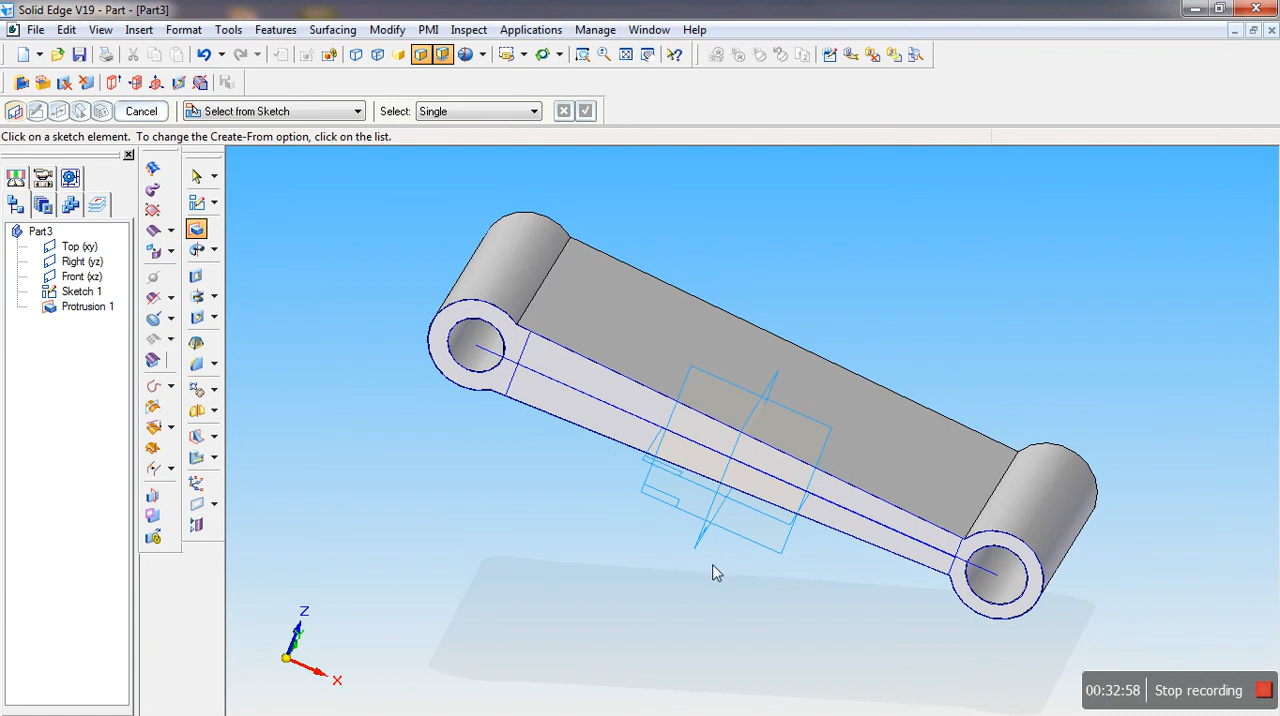 Solid Edge V19 - Part - [Part3]
File Edit View Insert Format Tools Features Surfacing Modify PMI Inspect Applications Manage Window Help
Cancel Select from Sketch Select: Single
Click on a sketch element. To change the Create-From option, click on the list.
Part3
Top (xy)
Right (yz)
Front (xz)
Sketch 1
Protrusion 1
Z
Y
X
00:32:58 Stop recording